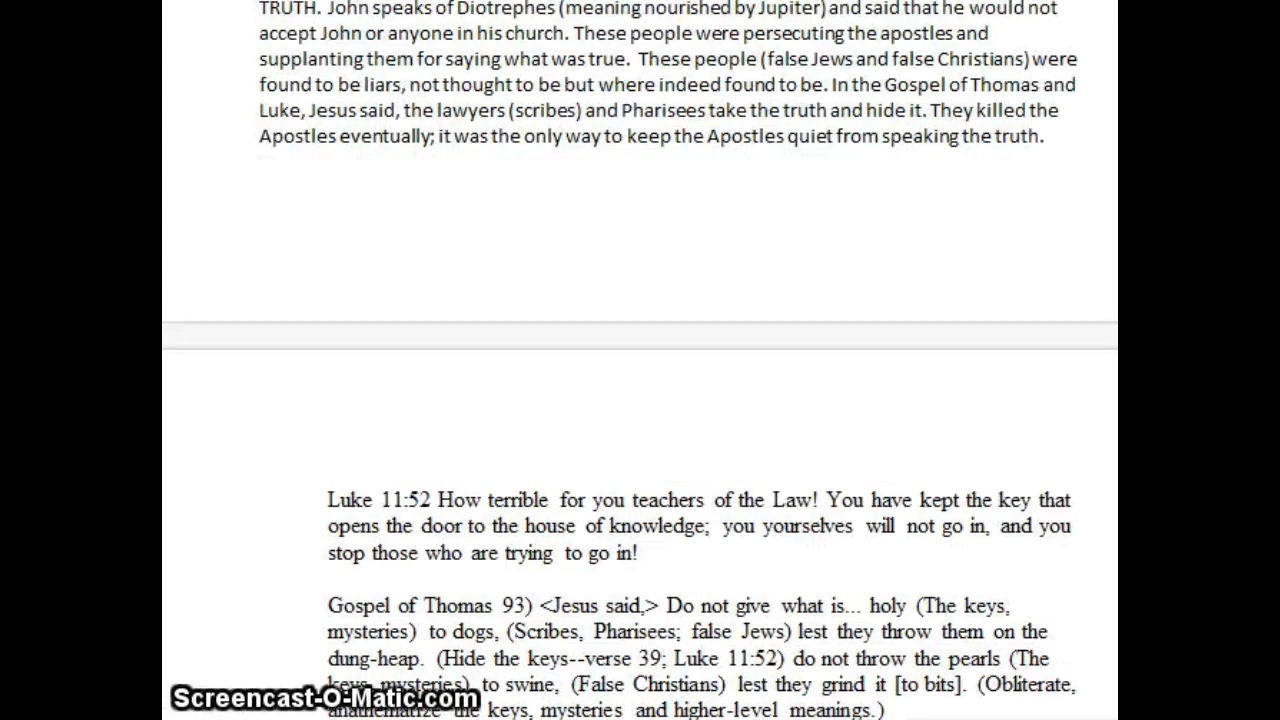 TRUTH. John speaks of Diotrephes (meaning nourished by Jupiter) and said that he would not
accept John or anyone in his church. These people were persecuting the apostles and
supplanting them for saying what was true. These people (false Jews and false Christians) were
found to be liars, not thought to be but where indeed found to be. In the Gospel of Thomas and
Luke, Jesus said, the lawyers (scribes) and Pharisees take the truth and hide it. They killed the
Apostles eventually; it was the only way to keep the Apostles quiet from speaking the truth.
Luke 11:52 How terrible for you teachers of the Law! You have kept the key that
opens the door to the house of knowledge; you yourselves will not go in, and you
stop those who are trying to go in!
Gospel of Thomas 93) <Jesus said,> Do not give what is... holy (The keys,
mysteries) to dogs, (Scribes, Pharisees; false Jews) lest they throw them on the
dung-heap. (Hide the keys--verse 39; Luke 11:52) do not throw the pearls (The
keys, mysteries) to swine, (False Christians) lest they grind it [to bits]. (Obliterate,
anathematize the keys, mysteries and higher-level meanings.)
Screencast-O-Matic.com